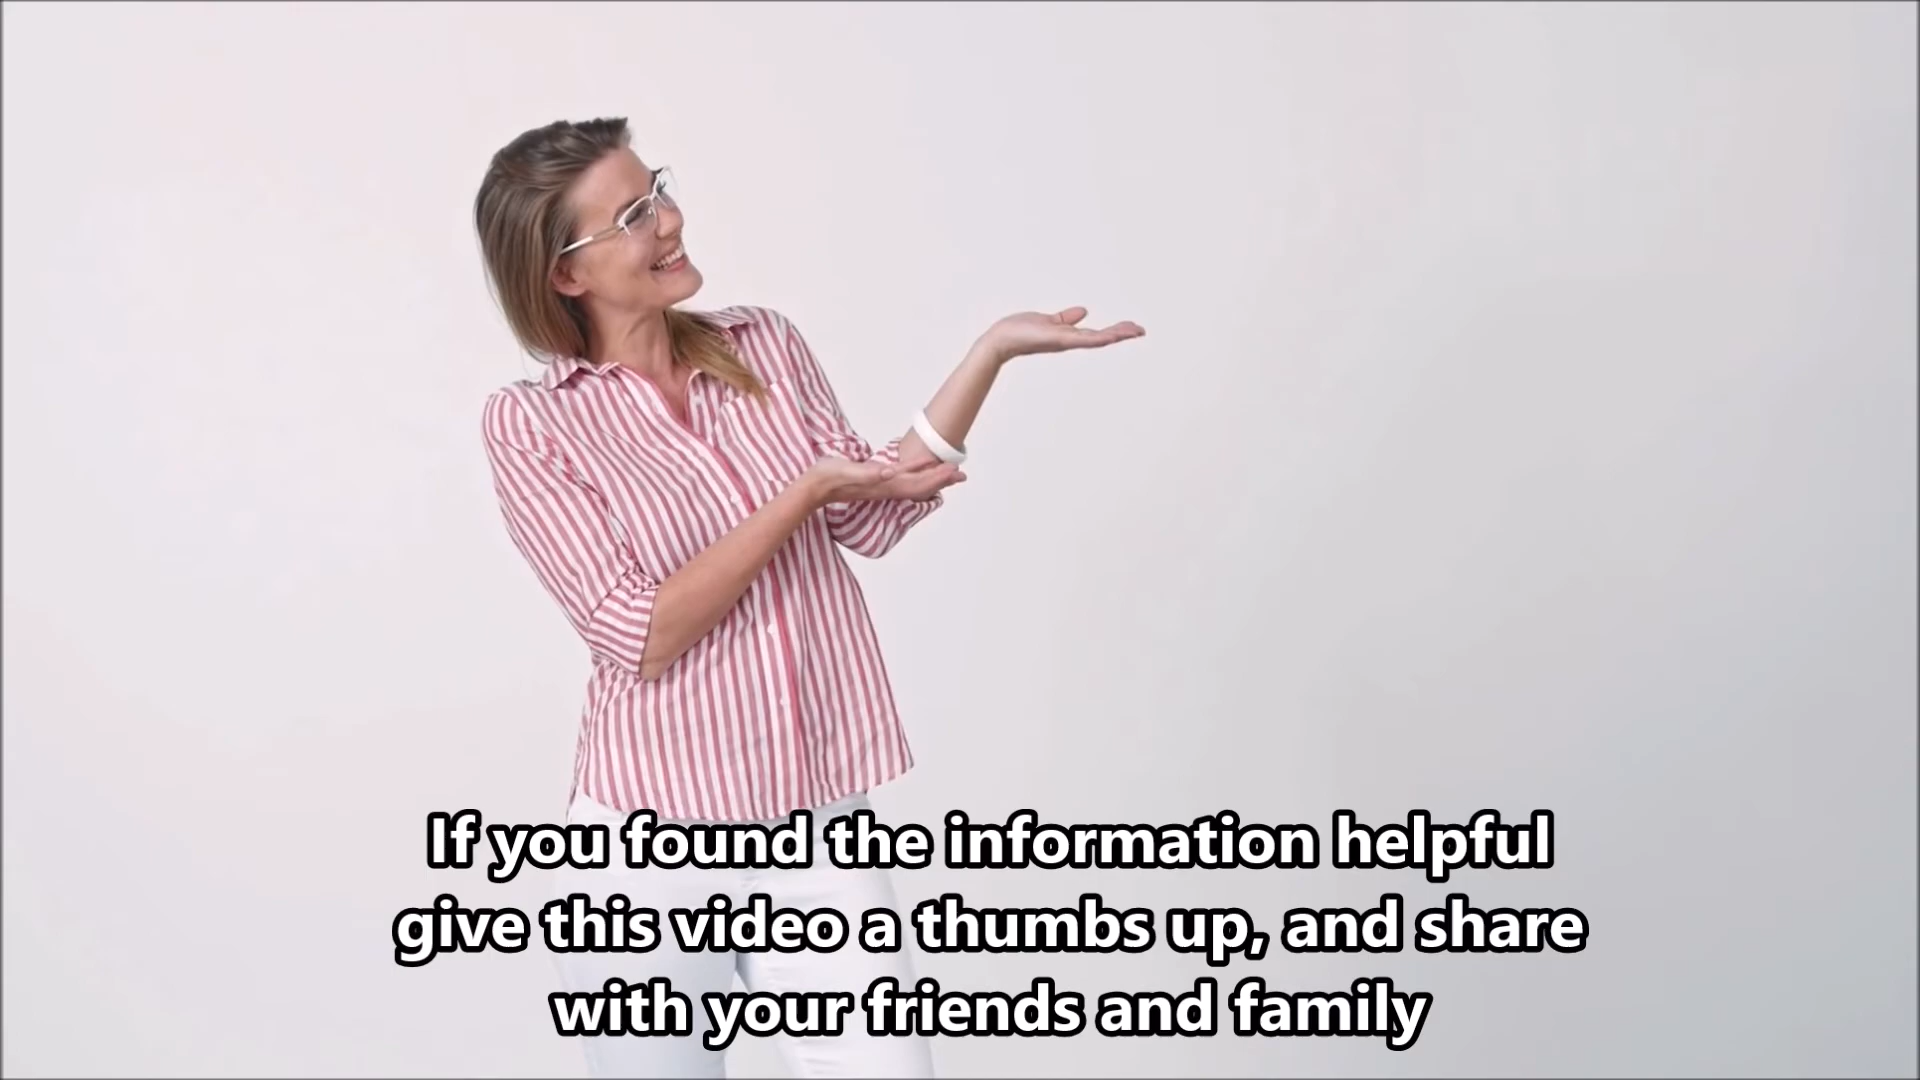 If you found the information helpful
give this video a thumbs up, and share
with your friends and family